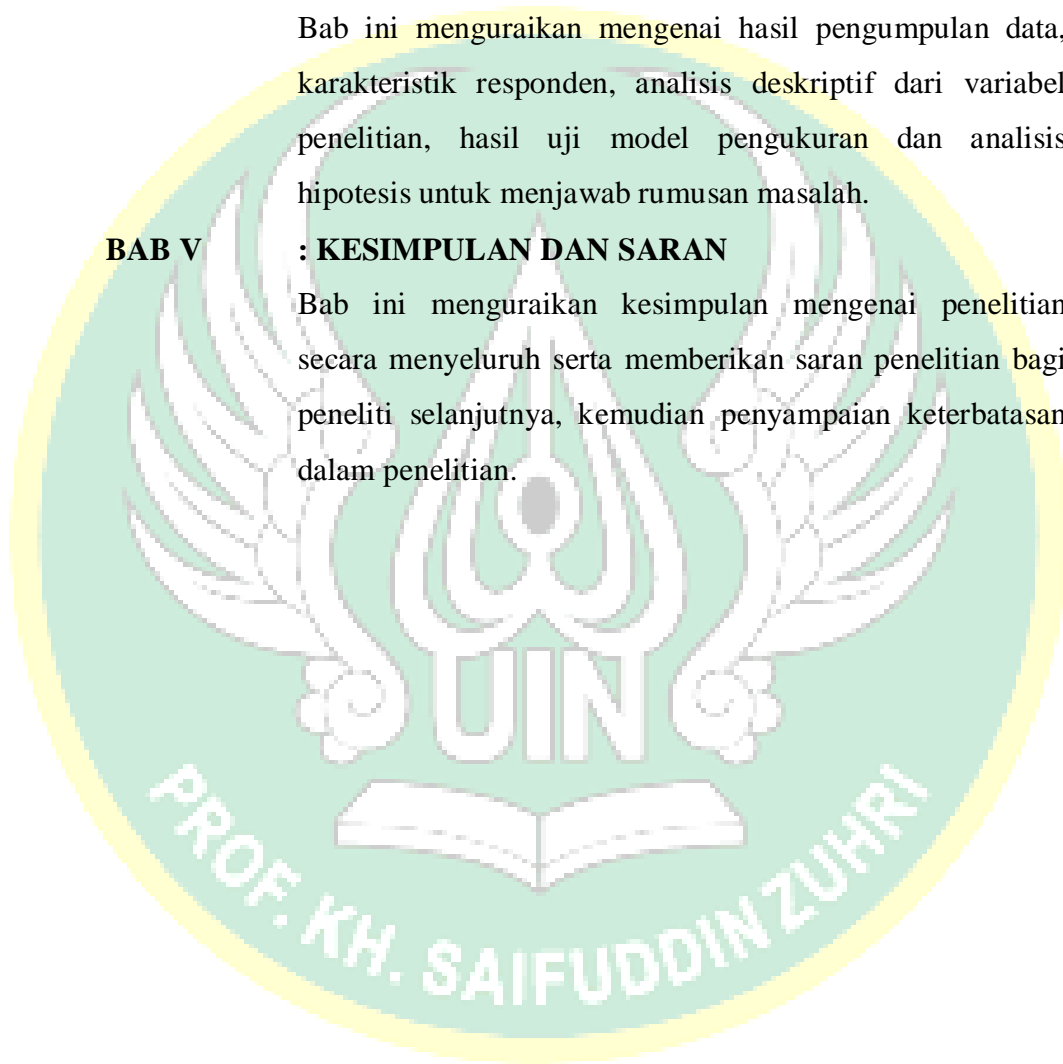 Bab ini menguraikan mengenai hasil pengumpulan data,
karakteristik responden, analisis deskriptif dari variabel
penelitian, hasil uji model pengukuran dan analisis
hipotesis untuk menjawab rumusan masalah.
BAB V : KESIMPULAN DAN SARAN
Bab ini menguraikan kesimpulan mengenai penelitian
secara menyeluruh serta memberikan saran penelitian bagi
peneliti selanjutnya, kemudian penyampaian keterbatasan
dalam penelitian.
UIN
PROF. KH. SAIFUDDIN ZUHRI